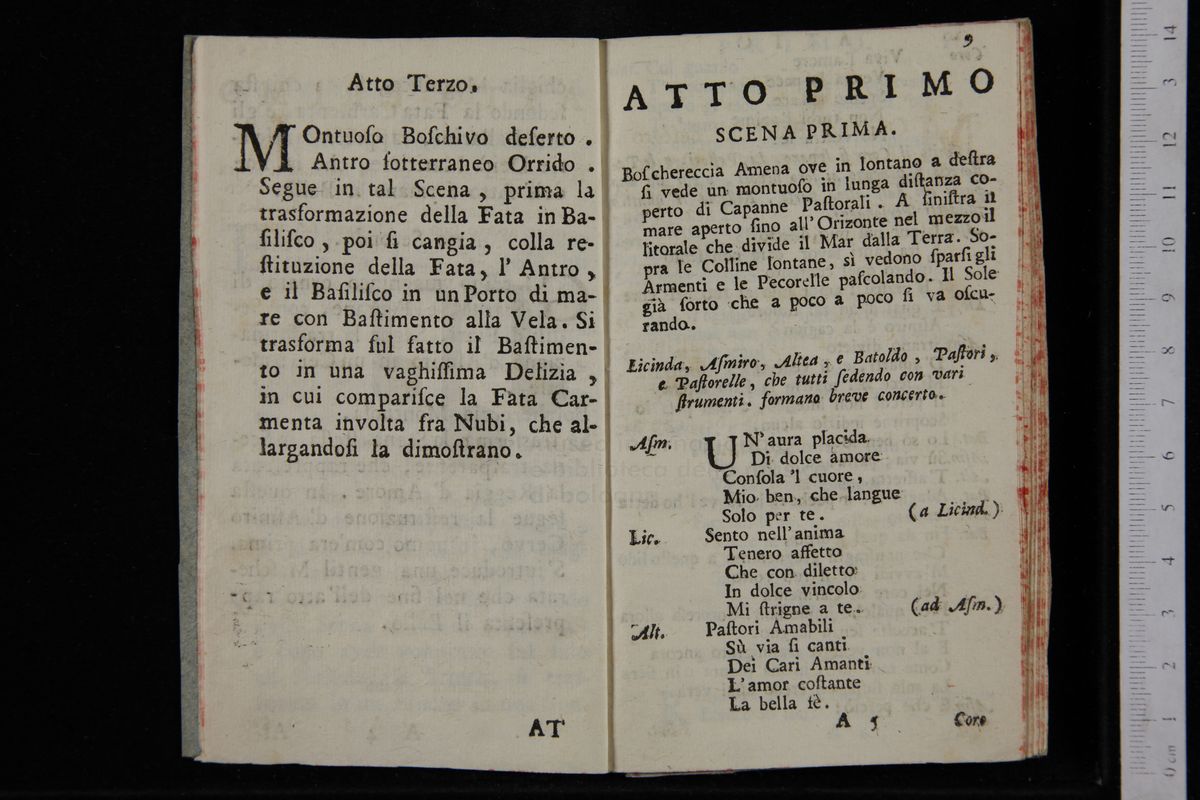 Atto Terzo.
MOntuoſo Boſchivo deſerto .
Antro ſotterraneo Orrido .
Segue in tal Scena , prima la
trasformazione della Fata in Ba-
ſiliſco , poi ſi cangia , colla re-
ſtituzione della Fata, l' Antro ,
e il Baſiliſco in un Porto di ma-
re con Baſtimento alla Vela. Si
trasforma ſul fatto il Baſtimen-
to in una vaghiſſima Delizia ,
in cui compariſce la Fata Car-
menta involta fra Nubi, che al-
largandoſi la dimoſtrano.
AT
9
ATTO PRIMO
SCENA PRIMA.
Boſchereccia Amena ove in lontano a deſtra
ſi vede un montuoſo in lunga diſtanza co-
perto di Capanne Paſtorali . A ſiniſtra il
mare aperto ſino all' Orizonte nel mezzo il
litorale che divide il Mar dalla Terra. So-
pra le Colline lontane, sì vedono ſparſi gli
Armenti e le Pecorelle paſcolando. Il Sole
già ſorto che a poco a poco ſi va oſcu-
rando.
Licinda, Aſmiro, Altea, e Batoldo , Paſtori,
e Paſtorelle, che tutti ſedendo con vari
ſtrumenti. formano breve concerto.
Aſm. UN' aura placida
Di dolce amore
Conſola 'l cuore ,
Mio ben, che langue
Solo per te. (a Licind.)
Lic. Sento nell' anima
Tenero affetto
Che con diletto
In dolce vincolo
Mi ſtrigne a te. (ad Aſm.)
Alt. Paſtori Amabili
Sù via ſi canti
Dei Cari Amanti
L' amor coſtante
La bella fè.
A 5 Coro